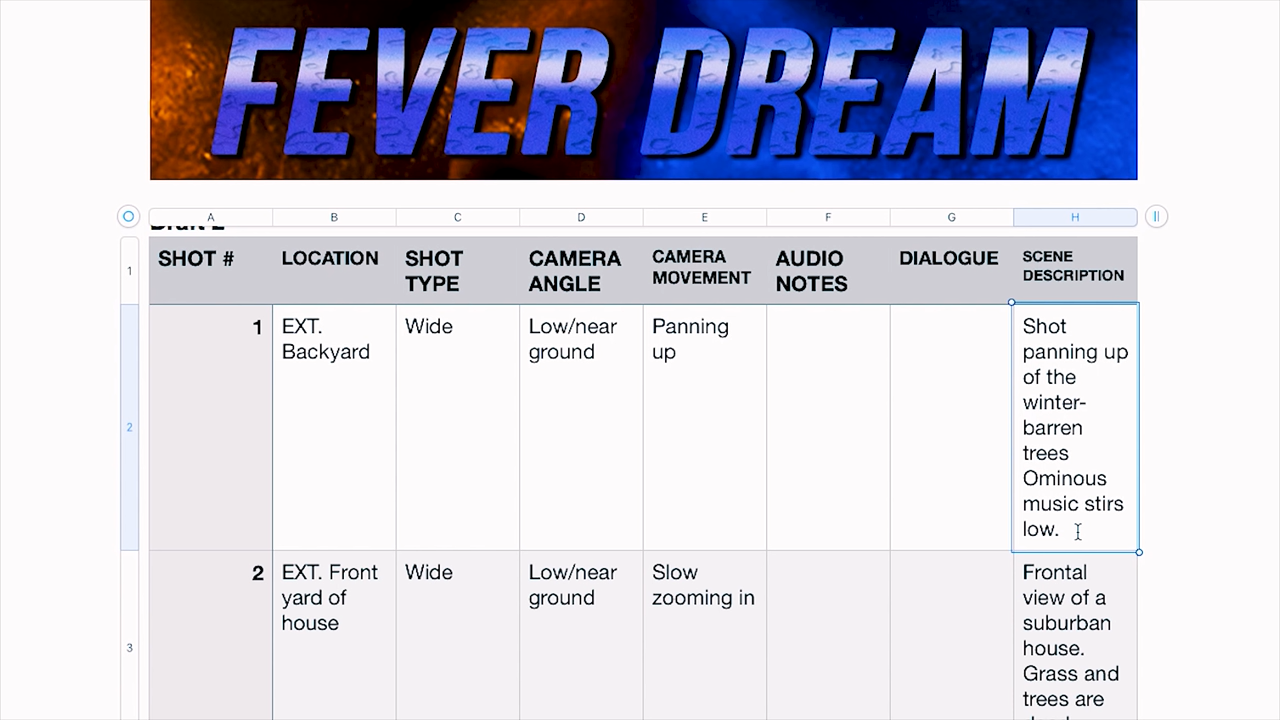 FEVER DREAM
A B C D E F G H
Draft 2
1
SHOT #
LOCATION
SHOT
TYPE
CAMERA
ANGLE
CAMERA
MOVEMENT
AUDIO
NOTES
DIALOGUE
SCENE
DESCRIPTION
2
1
EXT.
Backyard
Wide
Low/near
ground
Panning
up
Shot
panning up
of the
winter-
barren
trees
Ominous
music stirs
low.
3
2
EXT. Front
yard of
house
Wide
Low/near
ground
Slow
zooming in
Frontal
view of a
suburban
house.
Grass and
trees are